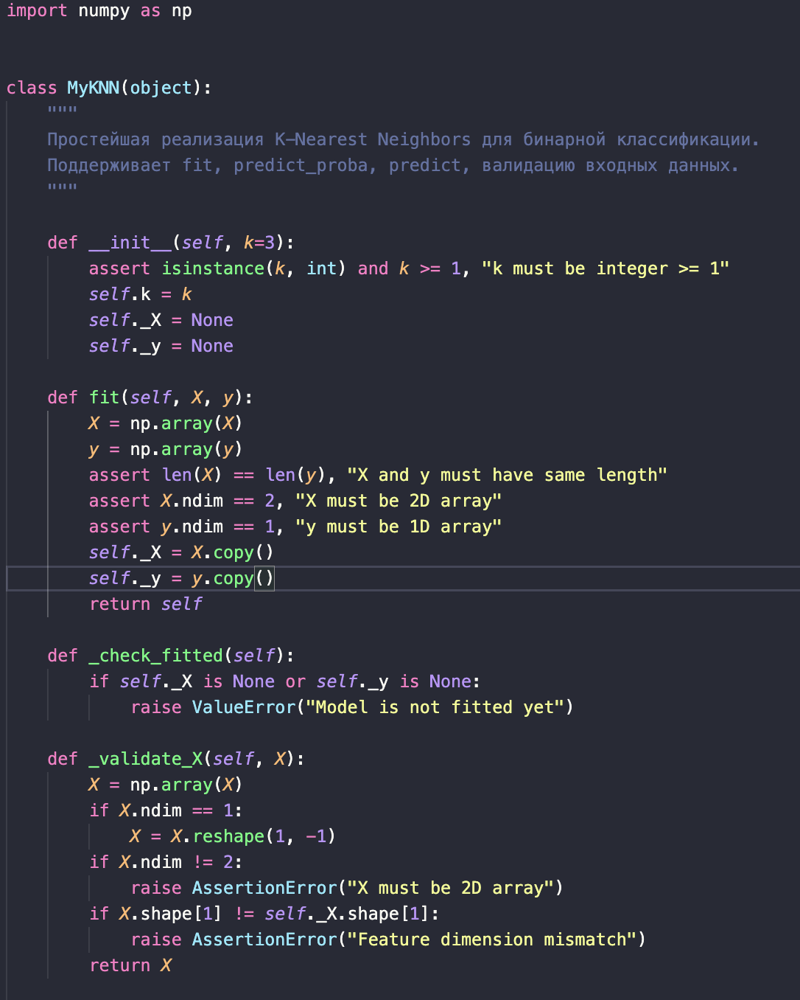 import numpy as np
class MyKNN(object):
    """
    Простейшая реализация K-Nearest Neighbors для бинарной классификации.
    Поддерживает fit, predict_proba, predict, валидацию входных данных.
    """
    def __init__(self, k=3):
        assert isinstance(k, int) and k >= 1, "k must be integer >= 1"
        self.k = k
        self._X = None
        self._y = None
    def fit(self, X, y):
        X = np.array(X)
        y = np.array(y)
        assert len(X) == len(y), "X and y must have same length"
        assert X.ndim == 2, "X must be 2D array"
        assert y.ndim == 1, "y must be 1D array"
        self._X = X.copy()
        self._y = y.copy()
        return self
    def _check_fitted(self):
        if self._X is None or self._y is None:
            raise ValueError("Model is not fitted yet")
    def _validate_X(self, X):
        X = np.array(X)
        if X.ndim == 1:
            X = X.reshape(1, -1)
        if X.ndim != 2:
            raise AssertionError("X must be 2D array")
        if X.shape[1] != self._X.shape[1]:
            raise AssertionError("Feature dimension mismatch")
        return X